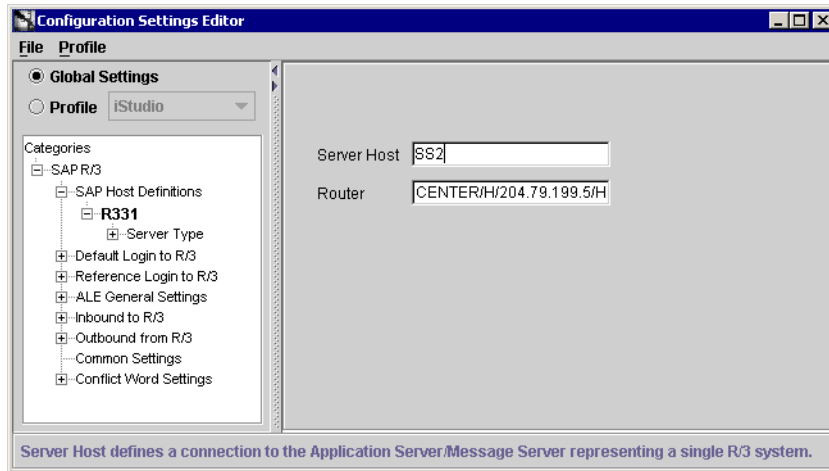 Configuration Settings Editor
File Profile
Global Settings
Profile iStudio
Categories
SAP R/3
SAP Host Definitions
R331
Server Type
Default Login to R/3
Reference Login to R/3
ALE General Settings
Inbound to R/3
Outbound from R/3
Common Settings
Conflict Word Settings
Server Host SS2
Router CENTER/H/204.79.199.5/H
Server Host defines a connection to the Application Server/Message Server representing a single R/3 system.